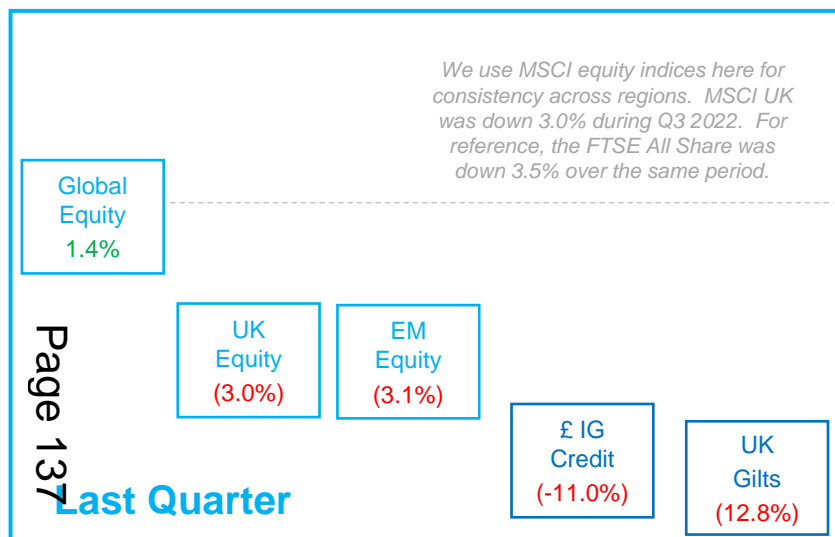 We use MSCI equity indices here for
consistency across regions.  MSCI UK
was down 3.0% during Q3 2022.  For
reference, the FTSE All Share was
down 3.5% over the same period.
Global
Equity
1.4%
UK
Equity
(3.0%)
EM
Equity
(3.1%)
£ IG
Credit
(-11.0%)
UK
Gilts
(12.8%)
Page 137
Last Quarter